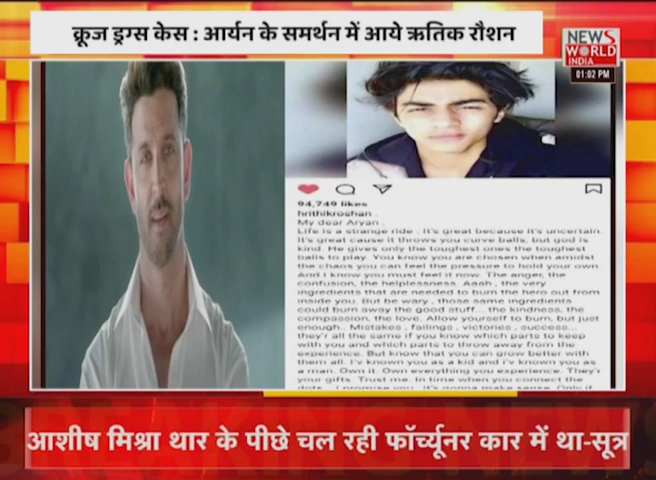 क्रूज ड्रग्स केस : आर्यन के समर्थन में आये ऋतिक रौशन
NEWS
WORLD
INDIA
01:02 PM
94,749 likes
hrithikroshan .
My dear Aryan.
Life is a strange ride . It's great because it's uncertain.
It's great cause it throws you curve balls, but god is
kind. He gives only the toughest ones the toughest
balls to play. You know you are chosen when amidst
the chaos you can feel the pressure to hold your own
And I know you must feel it now. The anger, the
confusion, the helplessness. Aaah , the very
ingredients that are needed to burn the hero out from
inside you. But be wary , those same ingredients
could burn away the good stuff... the kindness, the
compassion, the love. Allow yourself to burn, but just
enough.. Mistakes , failings , victories , success...
they'r all the same if you know which parts to keep
with you and which parts to throw away from the
experience. But know that you can grow better with
them all. I'v known you as a kid and i'v known you as
a man. Own it. Own everything you experience. They'r
your gifts. Trust me. In time when you connect the
dots.. I promise you . It's gonna make sense. Only if
आशीष मिश्रा थार के पीछे चल रही फॉर्च्यूनर कार में था-सूत्र